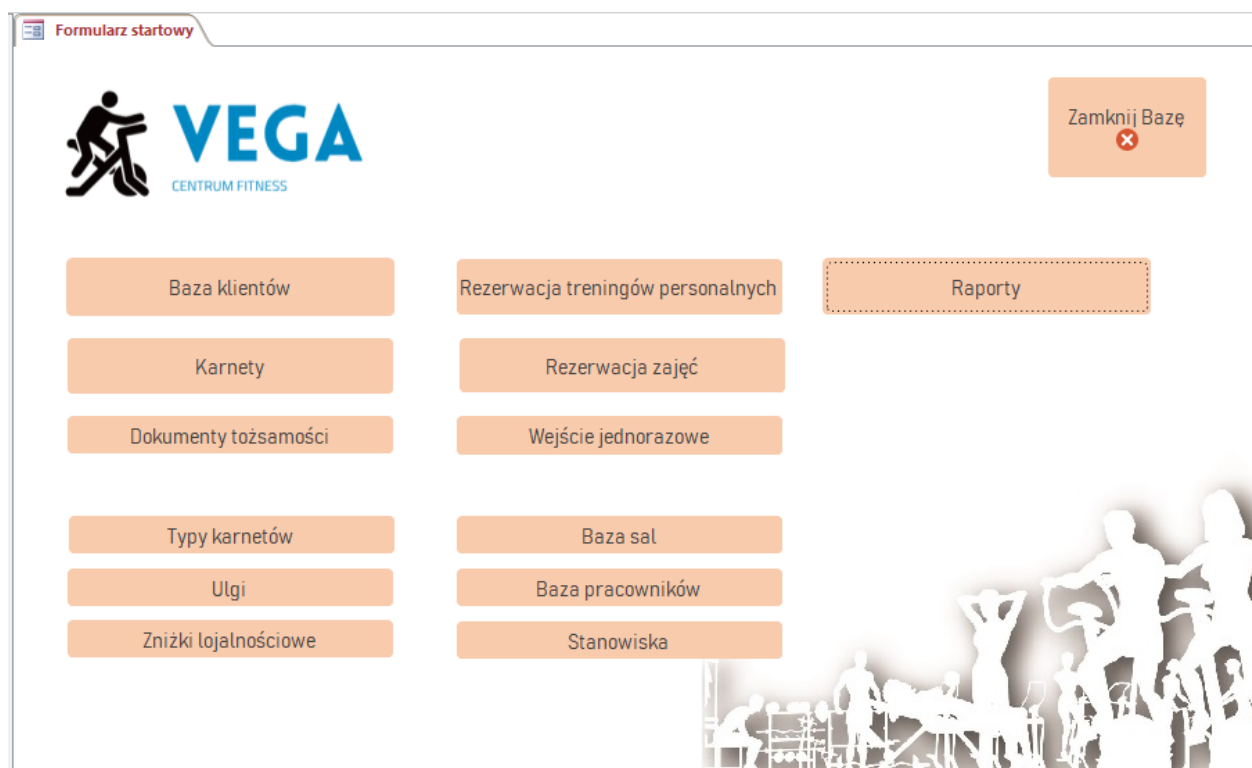 Formularz startowy
VEGA
CENTRUM FITNESS
Zamknij Bazę
Baza klientów
Rezerwacja treningów personalnych
Raporty
Karnety
Rezerwacja zajęć
Dokumenty tożsamości
Wejście jednorazowe
Typy karnetów
Baza sal
Ulgi
Baza pracowników
Zniżki lojalnościowe
Stanowiska